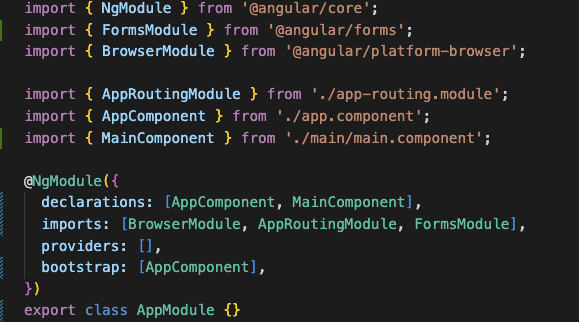 import { NgModule } from '@angular/core';
import { FormsModule } from '@angular/forms';
import { BrowserModule } from '@angular/platform-browser';

import { AppRoutingModule } from './app-routing.module';
import { AppComponent } from './app.component';
import { MainComponent } from './main/main.component';

@NgModule({
  declarations: [AppComponent, MainComponent],
  imports: [BrowserModule, AppRoutingModule, FormsModule],
  providers: [],
  bootstrap: [AppComponent],
})
export class AppModule {}